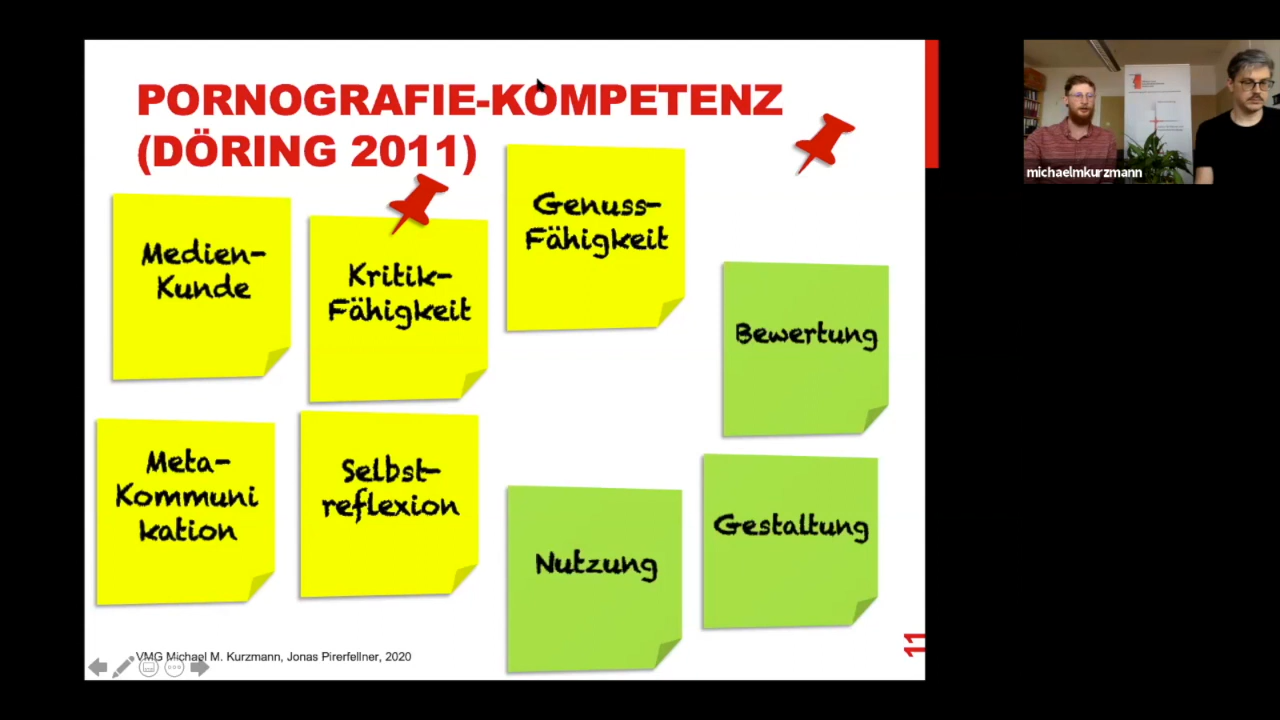 PORNOGRAFIE-KOMPETENZ
(DÖRING 2011)
Medien-
Kunde
Kritik-
Fähigkeit
Genuss-
Fähigkeit
Bewertung
Meta-
Kommuni
kation
Selbst-
reflexion
Nutzung
Gestaltung
VMG Michael M. Kurzmann, Jonas Pirerfellner, 2020
11
michaelmkurzmann